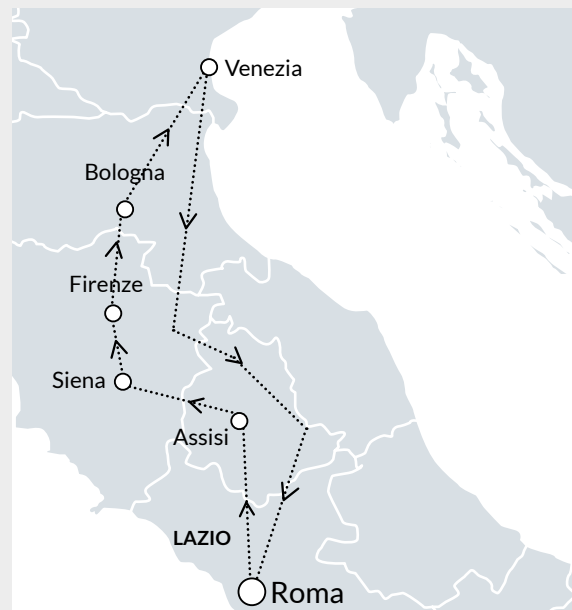 Venezia
Bologna
Firenze
Siena
Assisi
LAZIO
Roma